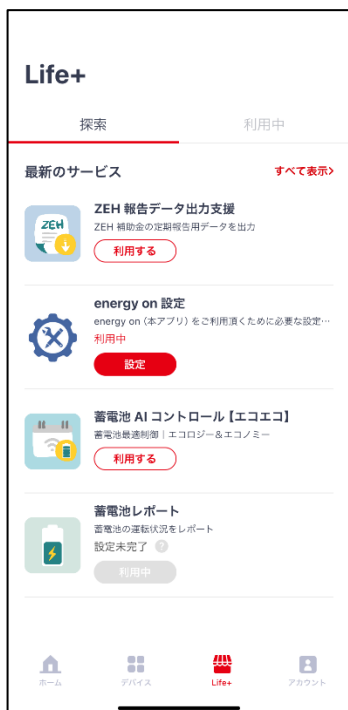 Life+
探索
利用中
最新のサービス
すべて表示>
ZEH 報告データ出力支援
ZEH
ZEH 補助金の定期報告用データを出力
利用する
energy on 設定
energy on (本アプリ) をご利用頂くために必要な設定…
利用中
設定
蓄電池 AI コントロール【エコエコ】
蓄電池最適制御｜エコロジー＆エコノミー
利用する
蓄電池レポート
蓄電池の運転状況をレポート
設定未完了 ?
利用中
ホーム
デバイス
Life+
アカウント